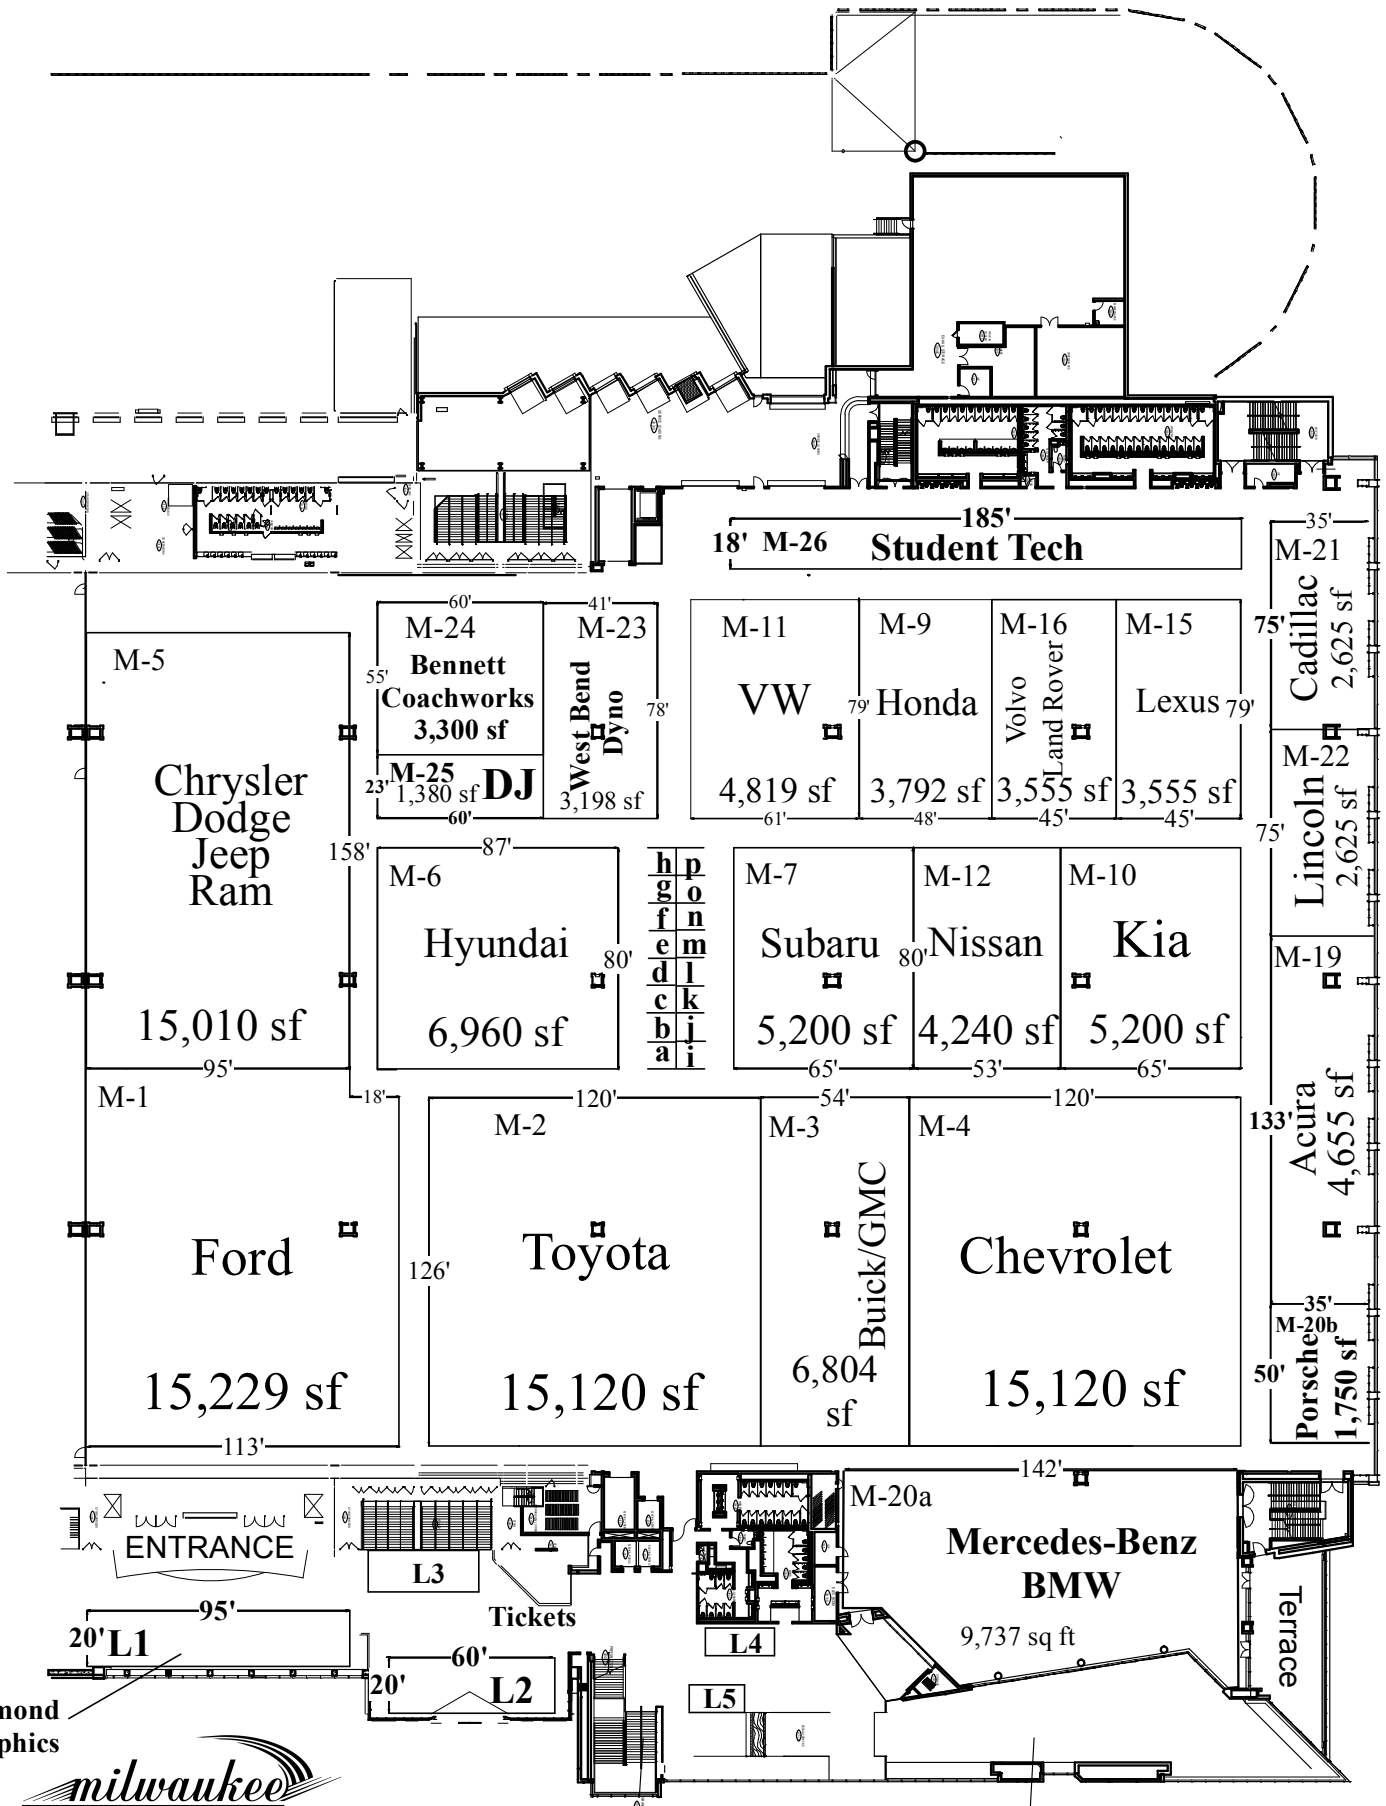 185'
18' M-26 Student Tech
35'
M-21
Cadillac
2,625 sf
75'
60'
M-24
Bennett
Coachworks
3,300 sf
55'
M-25
1,380 sf
DJ
23'
60'
41'
M-23
West Bend
Dyno
78'
3,198 sf
M-11
VW
4,819 sf
61'
79'
M-9
Honda
3,792 sf
48'
M-16
Volvo
Land Rover
3,555 sf
45'
M-15
Lexus
79'
3,555 sf
45'
M-22
Lincoln
2,625 sf
75'
M-5
Chrysler
Dodge
Jeep
Ram
158'
15,010 sf
95'
87'
M-6
Hyundai
80'
6,960 sf
h p
g o
f n
e m
d l
c k
b j
a i
M-7
Subaru
5,200 sf
65'
80'
M-12
Nissan
4,240 sf
53'
M-10
Kia
5,200 sf
65'
M-19
Acura
4,655 sf
133'
M-1
18'
Ford
15,229 sf
113'
126'
120'
M-2
Toyota
15,120 sf
54'
M-3
Buick/GMC
6,804
sf
120'
M-4
Chevrolet
15,120 sf
35'
M-20b
Porsche
1,750 sf
50'
142'
M-20a
Mercedes-Benz
BMW
9,737 sq ft
Terrace
ENTRANCE
L3
Tickets
95'
20' L1
60'
20'
L2
L4
L5
mond
phics
milwaukee